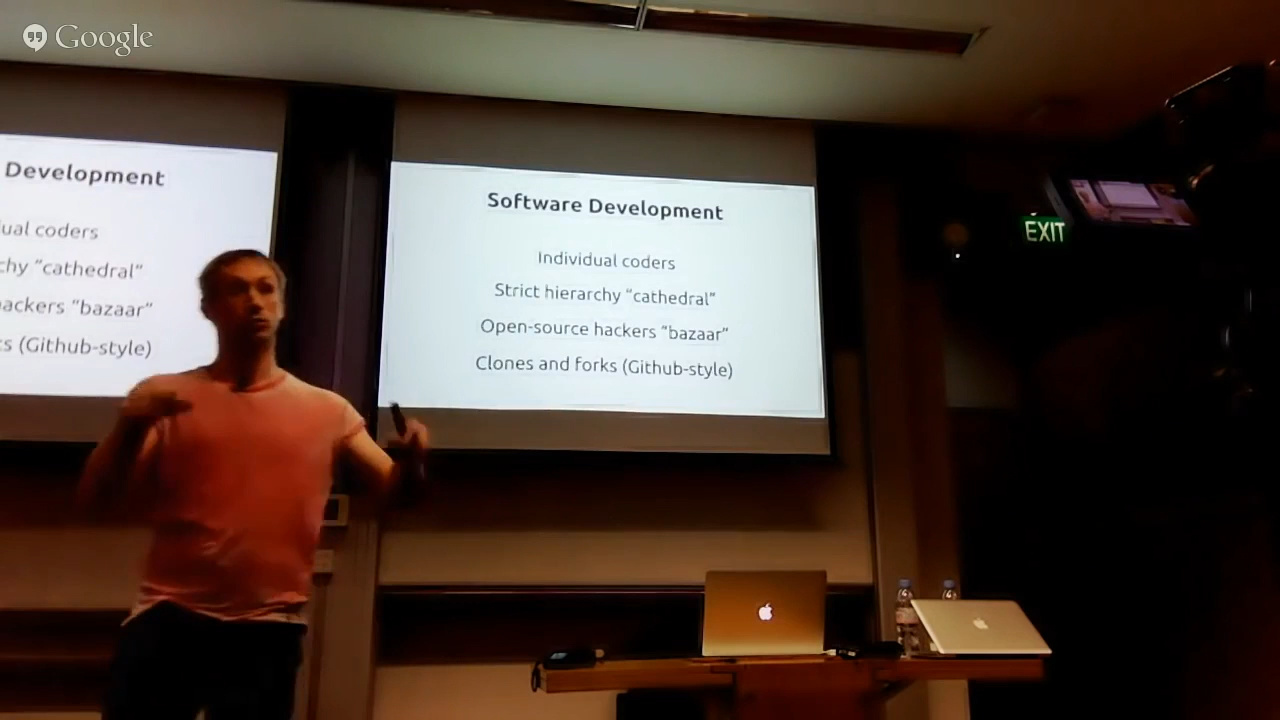 Google
Development
ual coders
hy “cathedral”
ackers “bazaar”
s (Github-style)
Software Development
Individual coders
Strict hierarchy “cathedral”
Open-source hackers “bazaar”
Clones and forks (Github-style)
EXIT